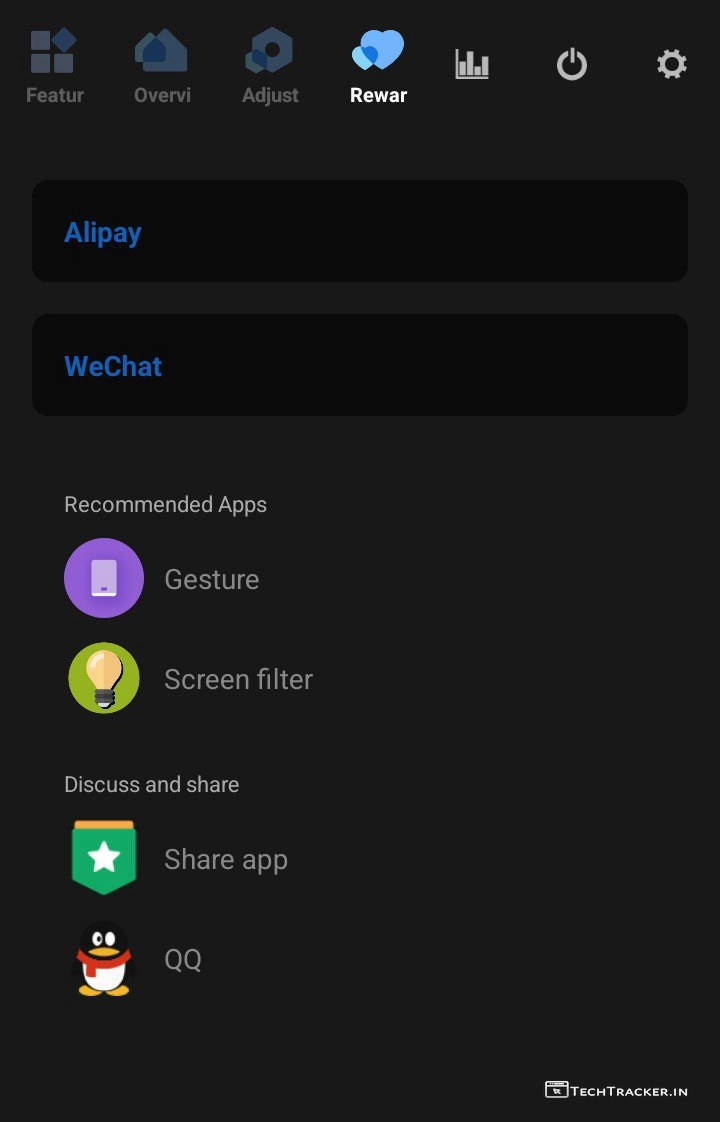 Featur Overvi Adjust Rewar
Alipay
WeChat
Recommended Apps
Gesture
Screen filter
Discuss and share
Share app
QQ
TECHTRACKER.IN